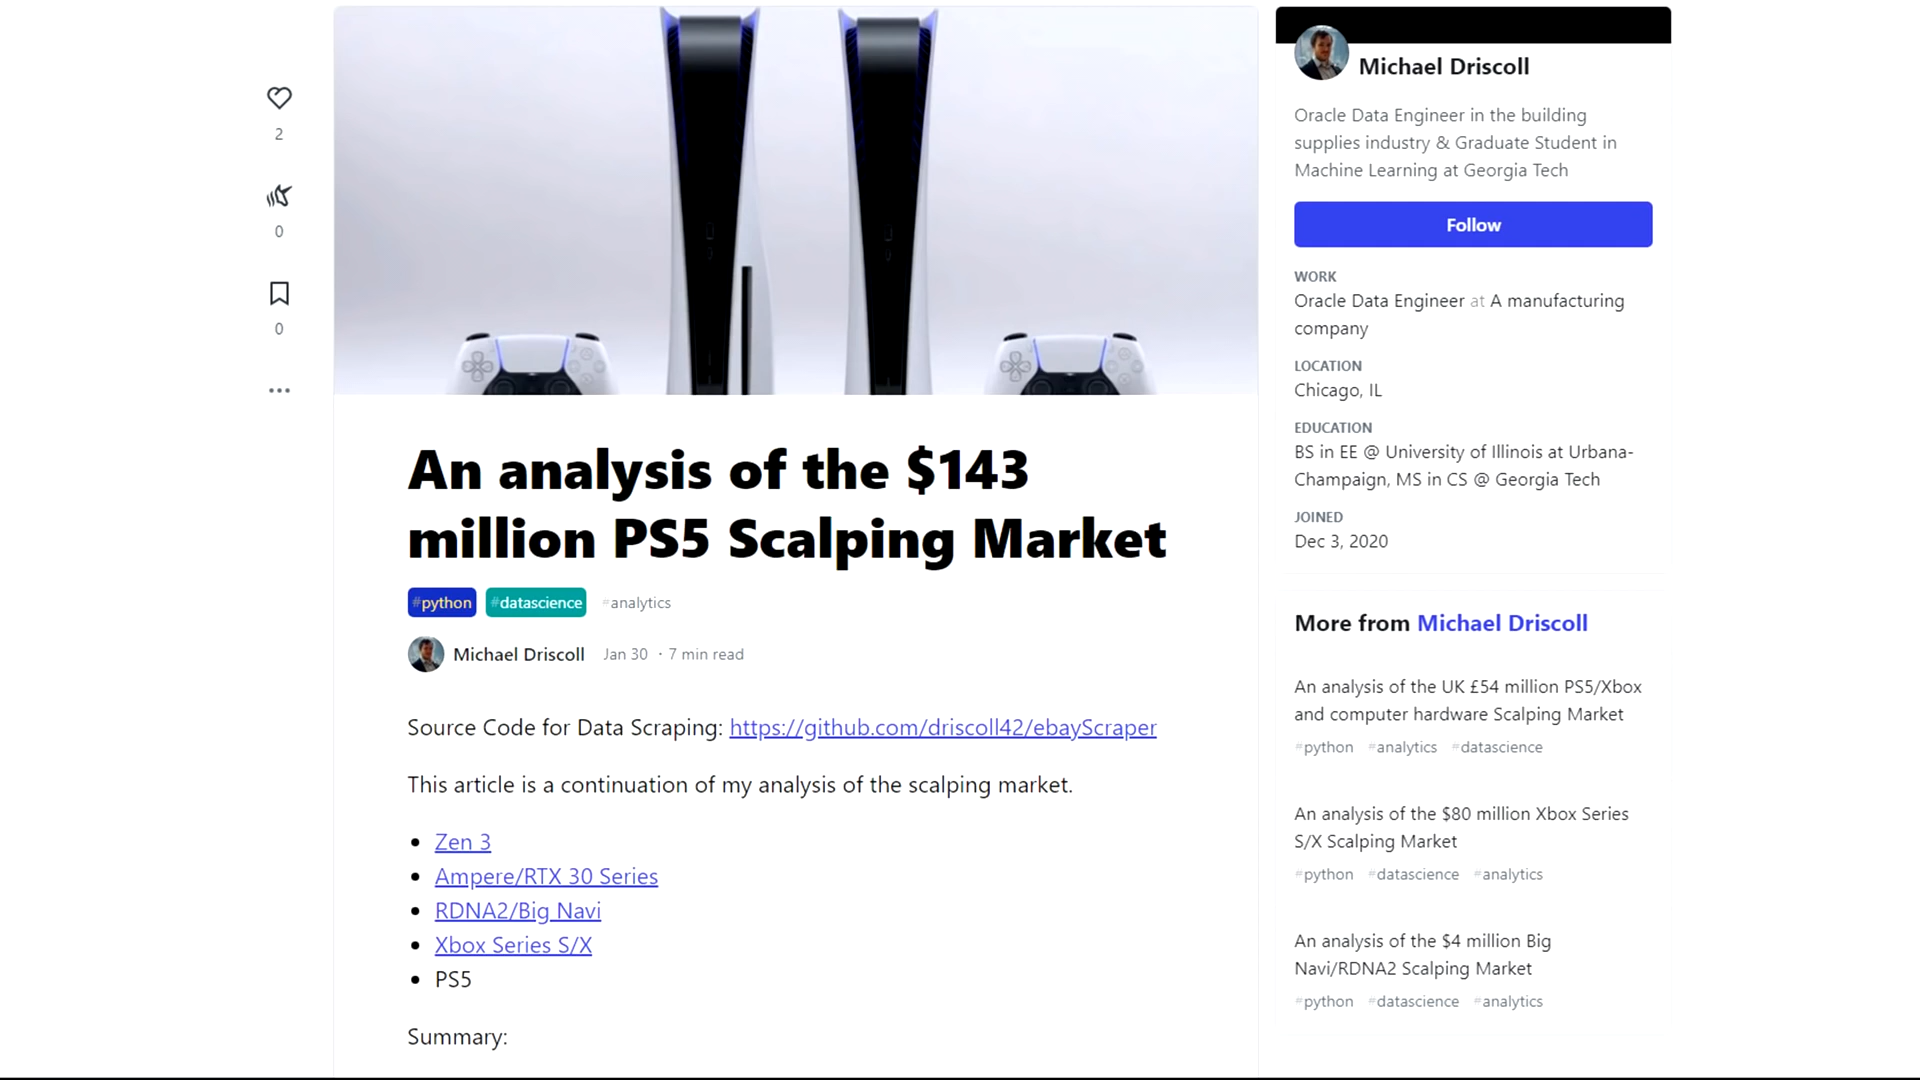 2
0
0
An analysis of the $143
million PS5 Scalping Market
#python #datascience #analytics
Michael Driscoll Jan 30 · 7 min read
Source Code for Data Scraping: https://github.com/driscoll42/ebayScraper
This article is a continuation of my analysis of the scalping market.
• Zen 3
• Ampere/RTX 30 Series
• RDNA2/Big Navi
• Xbox Series S/X
• PS5
Summary:
Michael Driscoll
Oracle Data Engineer in the building
supplies industry & Graduate Student in
Machine Learning at Georgia Tech
Follow
WORK
Oracle Data Engineer at A manufacturing
company
LOCATION
Chicago, IL
EDUCATION
BS in EE @ University of Illinois at Urbana-
Champaign, MS in CS @ Georgia Tech
JOINED
Dec 3, 2020
More from Michael Driscoll
An analysis of the UK £54 million PS5/Xbox
and computer hardware Scalping Market
#python #analytics #datascience
An analysis of the $80 million Xbox Series
S/X Scalping Market
#python #datascience #analytics
An analysis of the $4 million Big
Navi/RDNA2 Scalping Market
#python #datascience #analytics